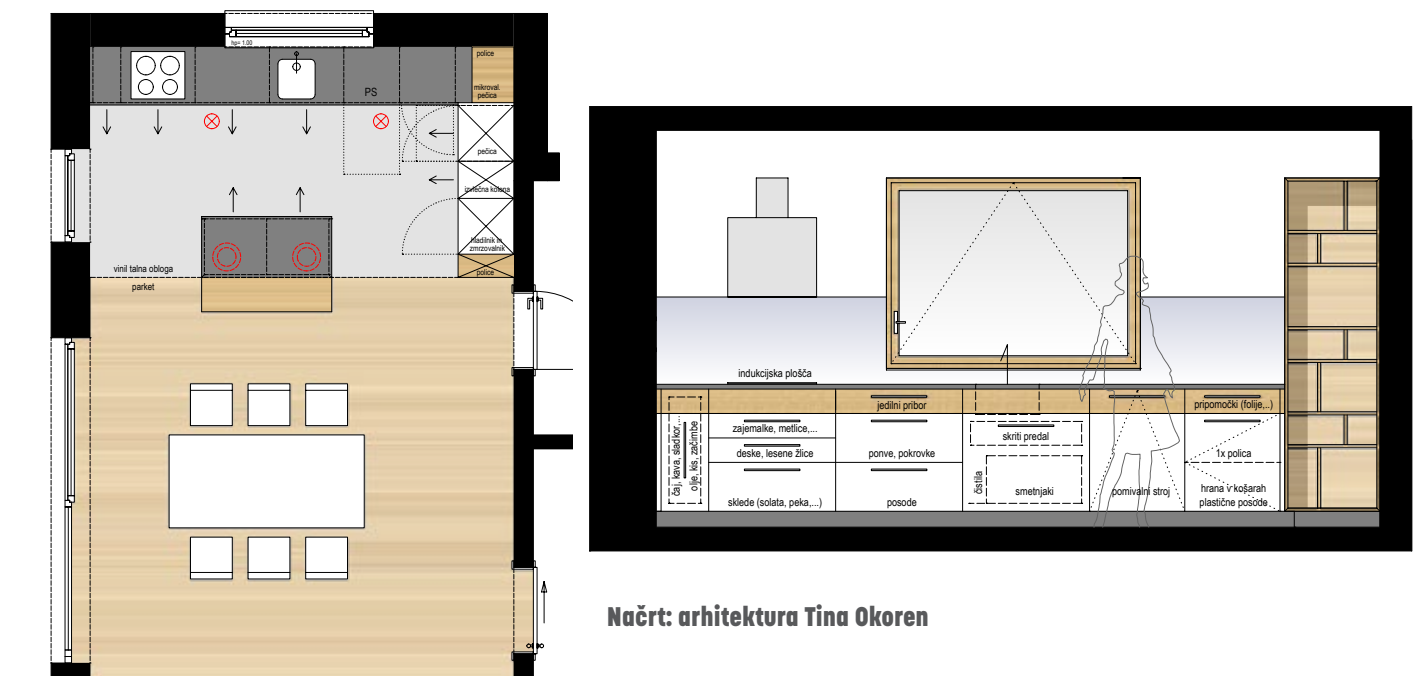 hp= 1.00
police
mikroval.
pečica
PS
pečica
izvlečna kolona
hladilnik in
zmrzovalnik
police
vinil talna obloga
parket
indukcijska plošča
jedilni pribor
pripomočki (folije,..)
čaj, kava, sladkor,...
olje, kis, začimbe
zajemalke, metlice,...
deske, lesene žlice
sklede (solata, peka,...)
ponve, pokrovke
posode
skriti predal
čistila
smetnjaki
pomivalni stroj
1x polica
hrana v košarah
plastične posode
Načrt: arhitektura Tina Okoren